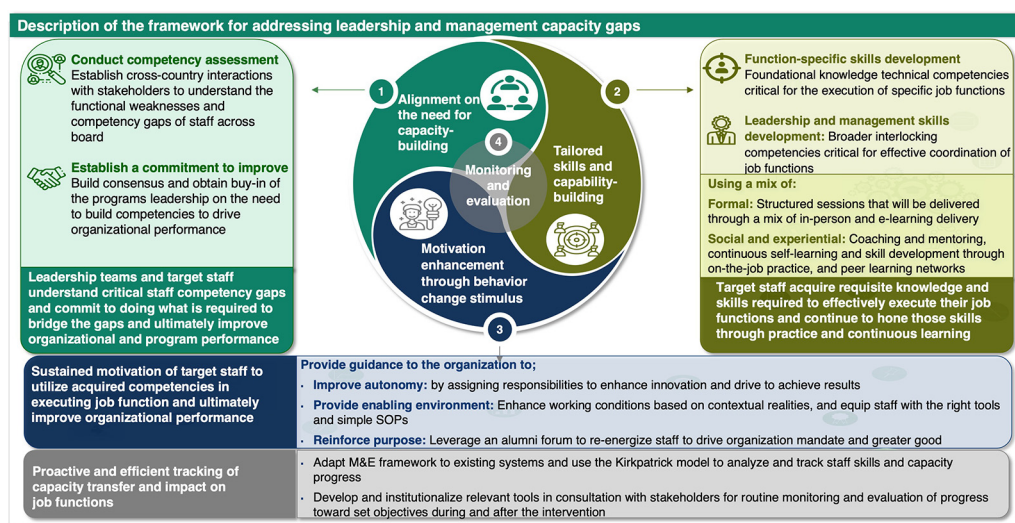 Description of the framework for addressing leadership and management capacity gaps
Conduct competency assessment
Establish cross-country interactions
with stakeholders to understand the
functional weaknesses and
competency gaps of staff across
board
Establish a commitment to improve
Build consensus and obtain buy-in of
the programs leadership on the need
to build competencies to drive
organizational performance
Leadership teams and target staff
understand critical staff competency gaps
and commit to doing what is required to
bridge the gaps and ultimately improve
organizational and program performance
1
Alignment on
the need for
capacity-
building
2
Tailored
skills and
capability-
building
4
Monitoring
and
evaluation
Motivation
enhancement
through behavior
change stimulus
3
Function-specific skills development
Foundational knowledge technical competencies
critical for the execution of specific job functions
Leadership and management skills
development: Broader interlocking
competencies critical for effective coordination of
job functions
Using a mix of:
Formal: Structured sessions that will be delivered
through a mix of in-person and e-learning delivery
Social and experiential: Coaching and mentoring,
continuous self-learning and skill development through
on-the-job practice, and peer learning networks
Target staff acquire requisite knowledge and
skills required to effectively execute their job
functions and continue to hone those skills
through practice and continuous learning
Sustained motivation of target staff to
utilize acquired competencies in
executing job function and ultimately
improve organizational performance
Provide guidance to the organization to;
• Improve autonomy: by assigning responsibilities to enhance innovation and drive to achieve results
• Provide enabling environment: Enhance working conditions based on contextual realities, and equip staff with the right tools
and simple SOPs
• Reinforce purpose: Leverage an alumni forum to re-energize staff to drive organization mandate and greater good
Proactive and efficient tracking of
capacity transfer and impact on
job functions
• Adapt M&E framework to existing systems and use the Kirkpatrick model to analyze and track staff skills and capacity
progress
• Develop and institutionalize relevant tools in consultation with stakeholders for routine monitoring and evaluation of progress
toward set objectives during and after the intervention